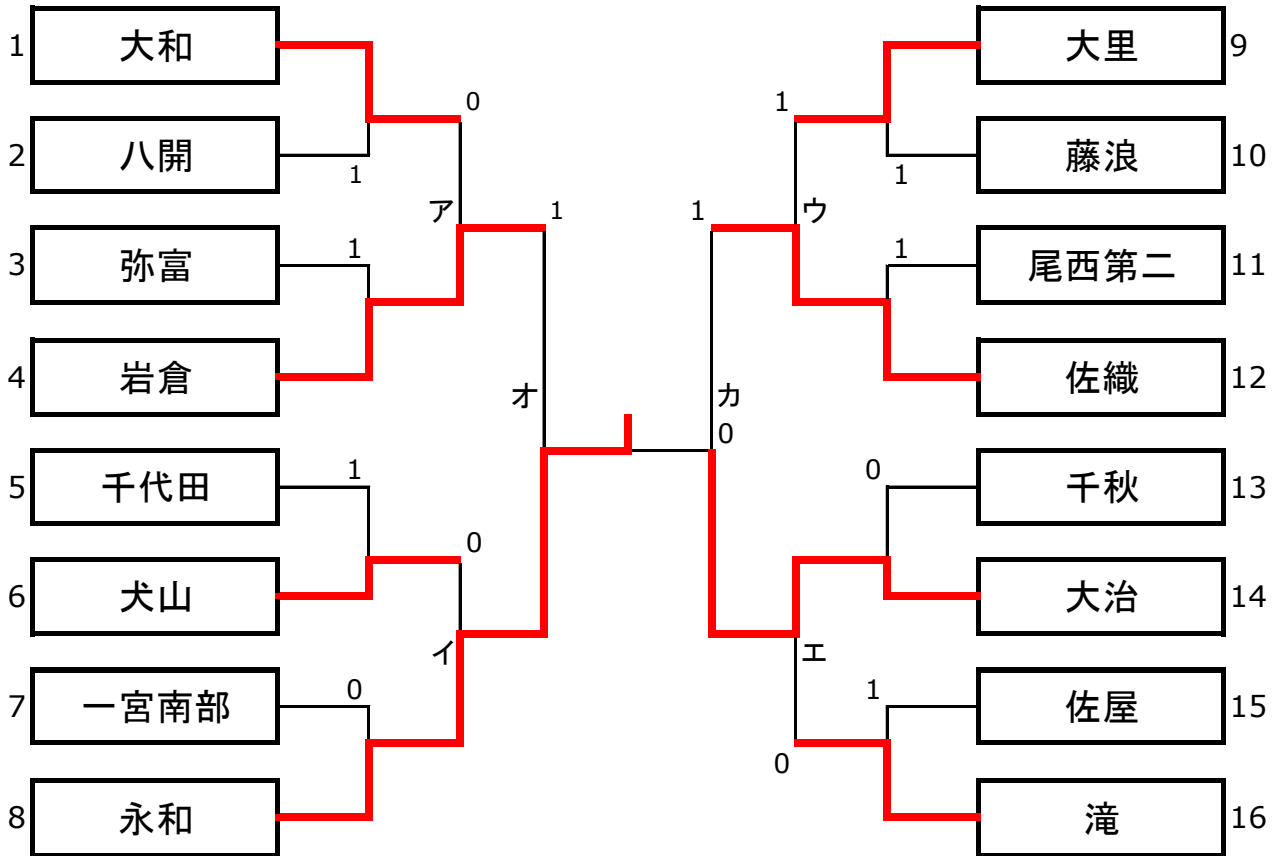 1 大和 大里 9
0 1
2 八開 藤浪 10
1 1
ア 1 1 ウ
3 弥富 1 1 尾西第二 11
4 岩倉 佐織 12
オ カ
0
5 千代田 1 0 千秋 13
0
6 犬山 大治 14
イ エ
7 一宮南部 0 1 佐屋 15
0
8 永和 滝 16